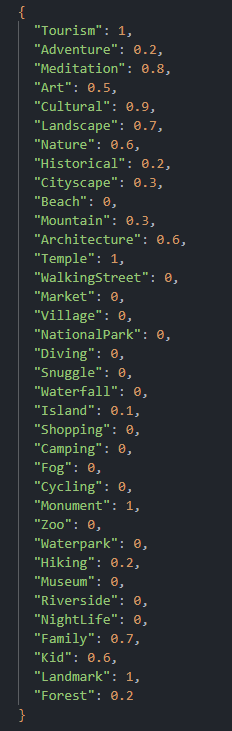 {
"Tourism": 1,
"Adventure": 0.2,
"Meditation": 0.8,
"Art": 0.5,
"Cultural": 0.9,
"Landscape": 0.7,
"Nature": 0.6,
"Historical": 0.2,
"Cityscape": 0.3,
"Beach": 0,
"Mountain": 0.3,
"Architecture": 0.6,
"Temple": 1,
"WalkingStreet": 0,
"Market": 0,
"Village": 0,
"NationalPark": 0,
"Diving": 0,
"Snuggle": 0,
"Waterfall": 0,
"Island": 0.1,
"Shopping": 0,
"Camping": 0,
"Fog": 0,
"Cycling": 0,
"Monument": 1,
"Zoo": 0,
"Waterpark": 0,
"Hiking": 0.2,
"Museum": 0,
"Riverside": 0,
"NightLife": 0,
"Family": 0.7,
"Kid": 0.6,
"Landmark": 1,
"Forest": 0.2
}